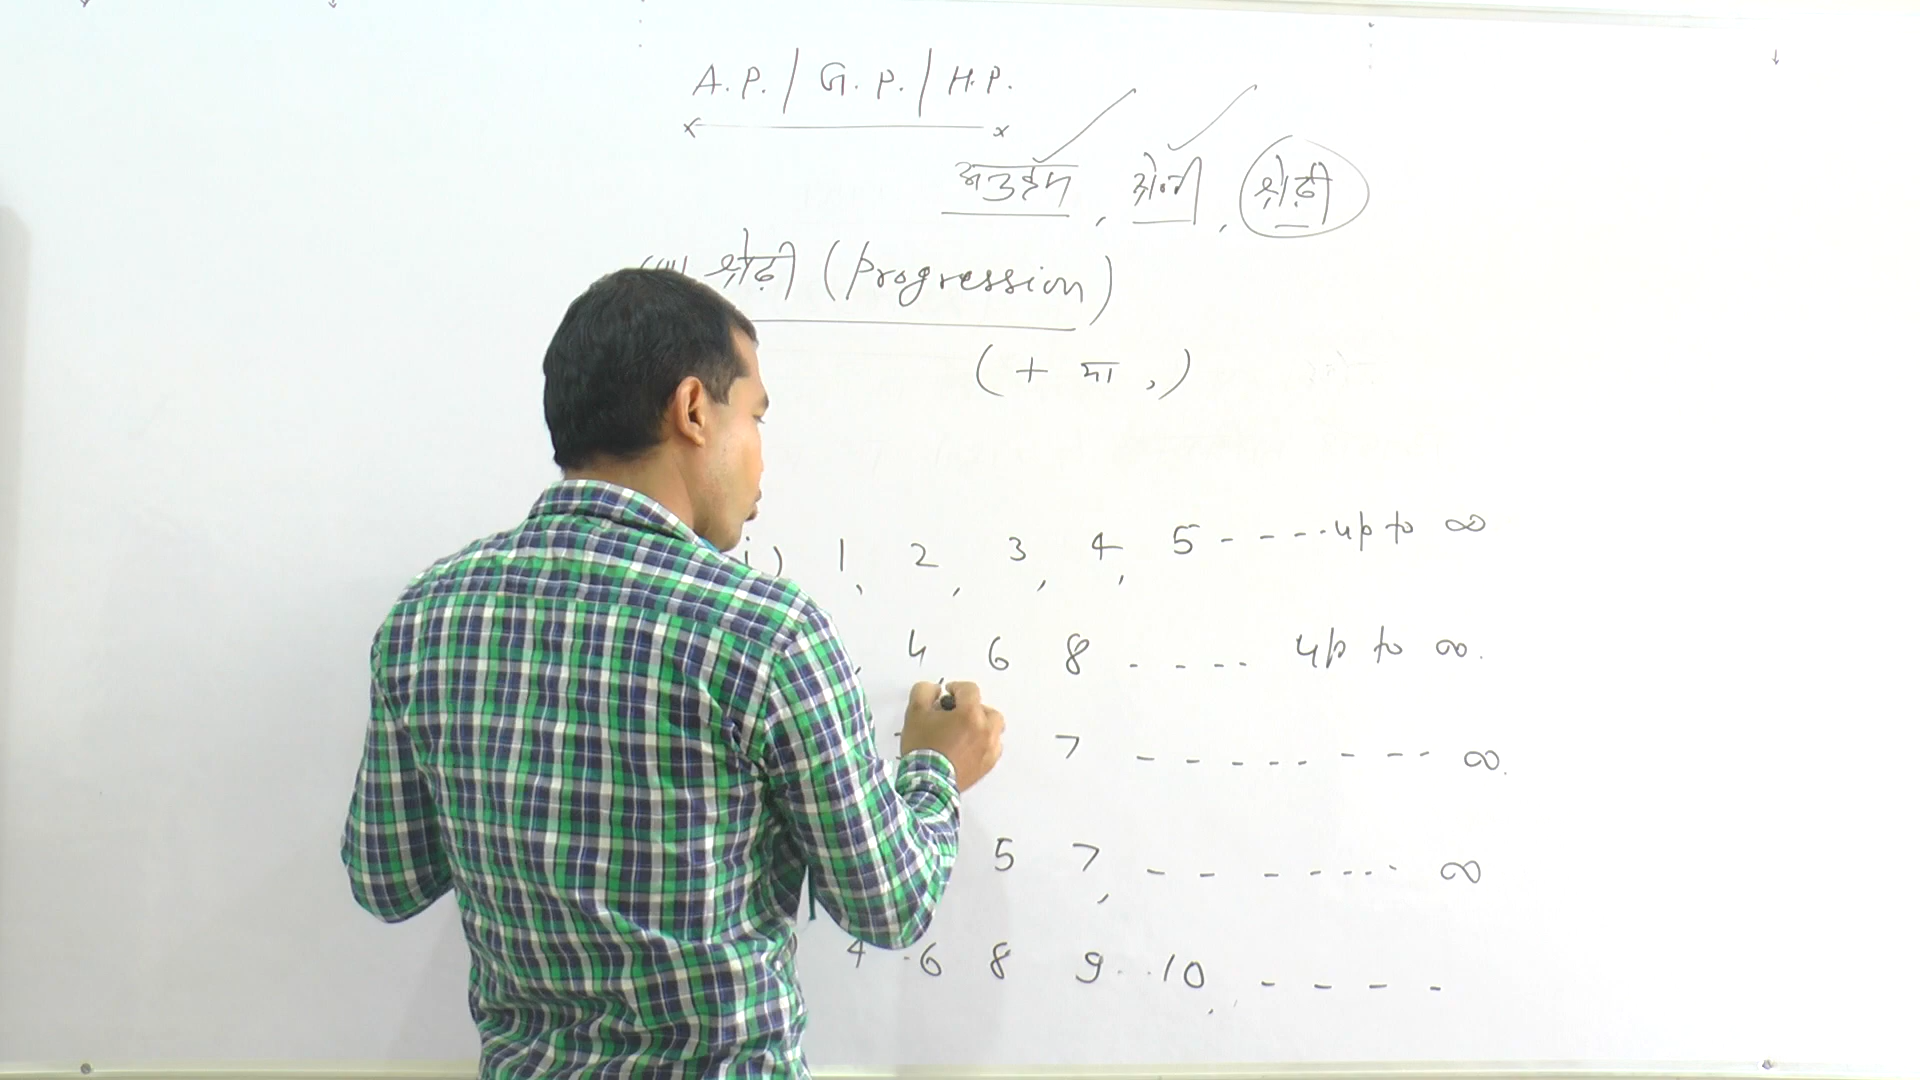 A.P. / G.P. / H.P.
अनुक्रम, श्रेणी, श्रेढ़ी
श्रेढ़ी (Progression)
(+ या ,)
i) 1, 2, 3, 4, 5 ---- up to ∞
, 4, 6 8 ---- up to ∞.
7 -------- ∞.
5 7, ------- ∞
4 6 8 9 10, ----